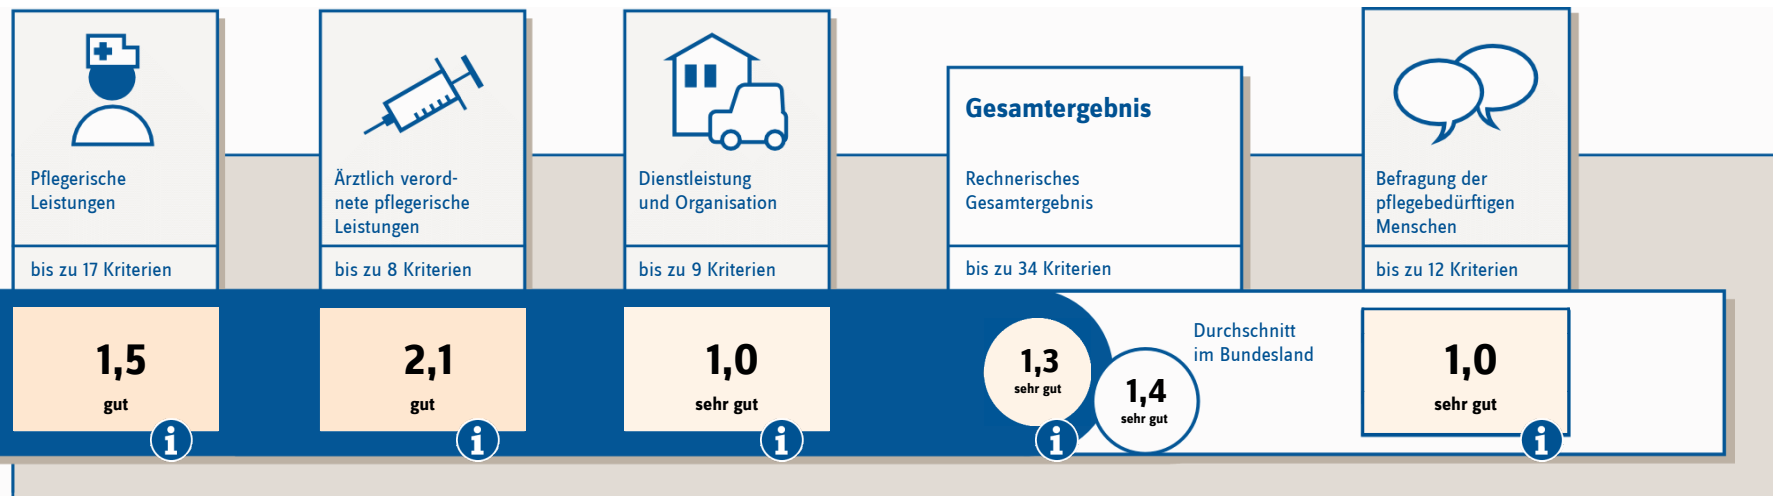 Pflegerische
Leistungen
bis zu 17 Kriterien
1,5
gut
i
Ärztlich verord-
nete pflegerische
Leistungen
bis zu 8 Kriterien
2,1
gut
i
Dienstleistung
und Organisation
bis zu 9 Kriterien
1,0
sehr gut
i
Gesamtergebnis
Rechnerisches
Gesamtergebnis
bis zu 34 Kriterien
1,3
sehr gut
i
1,4
sehr gut
Durchschnitt
im Bundesland
Befragung der
pflegebedürftigen
Menschen
bis zu 12 Kriterien
1,0
sehr gut
i